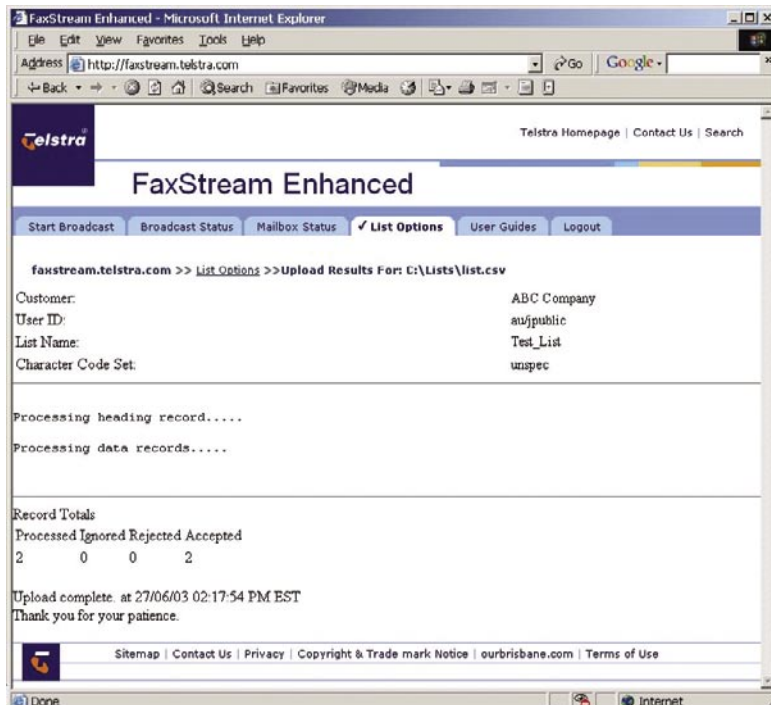 FaxStream Enhanced - Microsoft Internet Explorer
File Edit View Favorites Tools Help
Address http://faxstream.telstra.com Go Google
Back Search Favorites Media
Telstra
Telstra Homepage | Contact Us | Search
FaxStream Enhanced
Start Broadcast Broadcast Status Mailbox Status ✓ List Options User Guides Logout
faxstream.telstra.com >> List Options >>Upload Results For: C:\Lists\list.csv
Customer: ABC Company
User ID: au/jpublic
List Name: Test_List
Character Code Set: unspec
Processing heading record.....
Processing data records.....
Record Totals
Processed Ignored Rejected Accepted
2 0 0 2
Upload complete. at 27/06/03 02:17:54 PM EST
Thank you for your patience.
Sitemap | Contact Us | Privacy | Copyright & Trade mark Notice | ourbrisbane.com | Terms of Use
Done Internet